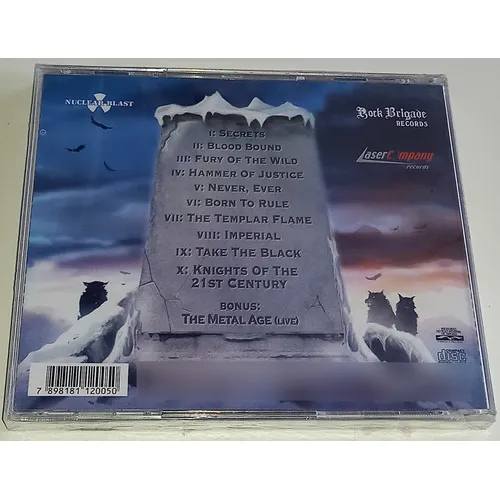 NUCLEAR BLAST
Rock Brigade
RECORDS
LaserCompany
records
I: SECRETS
II: BLOOD BOUND
III: FURY OF THE WILD
IV: HAMMER OF JUSTICE
V: NEVER, EVER
VI: BORN TO RULE
VII: THE TEMPLAR FLAME
VIII: IMPERIAL
IX: TAKE THE BLACK
X: KNIGHTS OF THE
21ST CENTURY
BONUS:
THE METAL AGE (LIVE)
COMPACT
disc
7 898181 120050